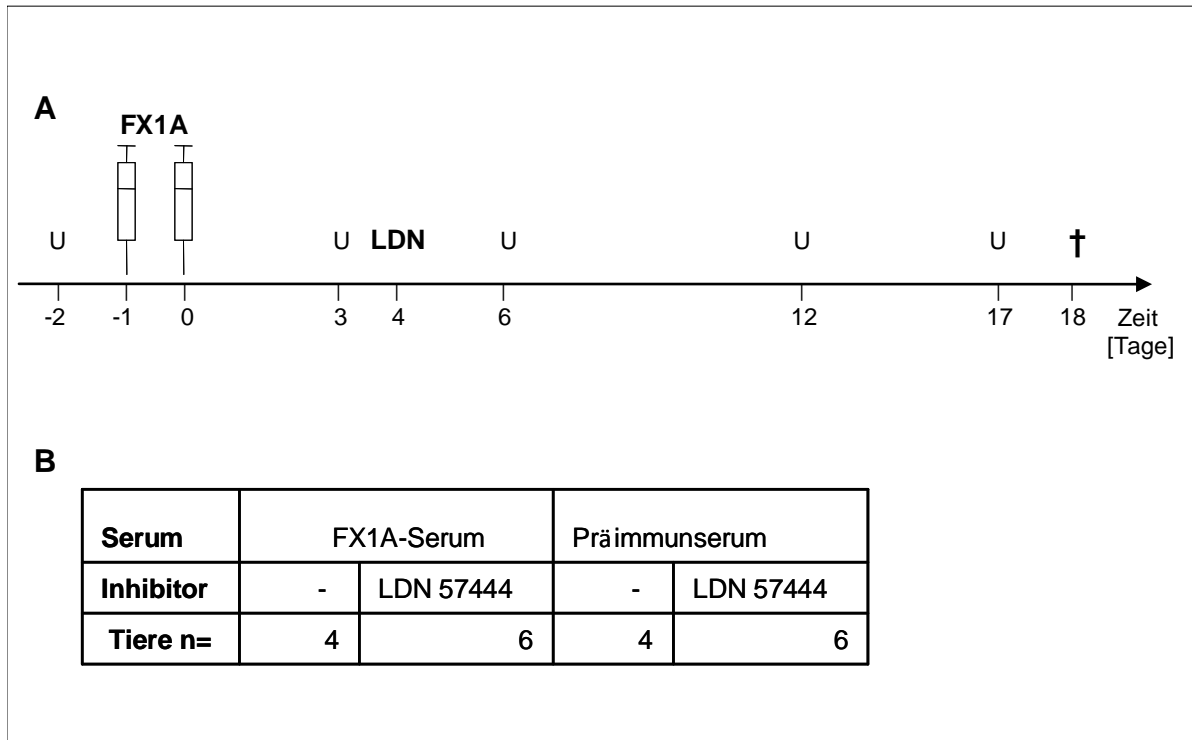 A
FX1A
U U LDN U U U †
-2 -1 0 3 4 6 12 17 18 Zeit
[Tage]
B
Serum FX1A-Serum Präimmunserum
Inhibitor - LDN 57444 - LDN 57444
Tiere n= 4 6 4 6